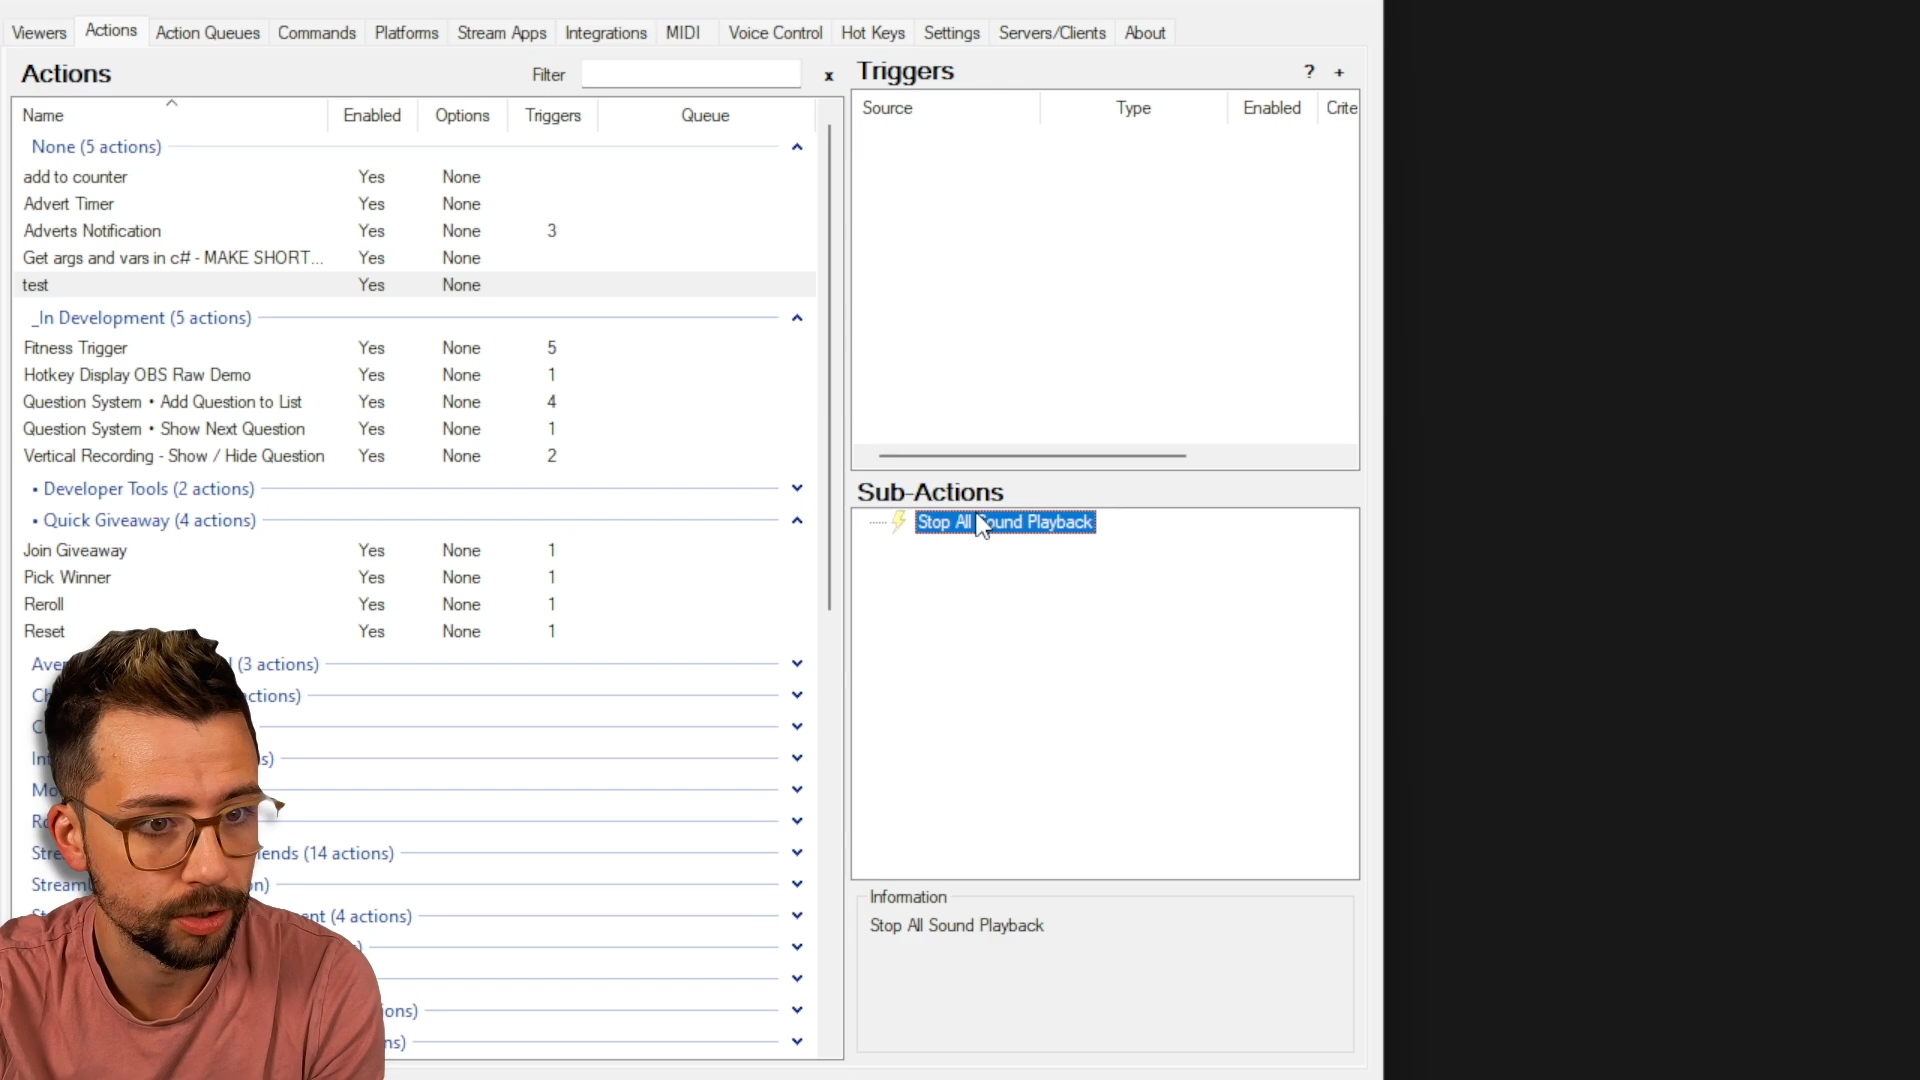 Viewers Actions Action Queues Commands Platforms Stream Apps Integrations MIDI Voice Control Hot Keys Settings Servers/Clients About
Actions Filter x
Name Enabled Options Triggers Queue
None (5 actions)
add to counter Yes None
Advert Timer Yes None
Adverts Notification Yes None 3
Get args and vars in c# - MAKE SHORT... Yes None
test Yes None
_In Development (5 actions)
Fitness Trigger Yes None 5
Hotkey Display OBS Raw Demo Yes None 1
Question System • Add Question to List Yes None 4
Question System • Show Next Question Yes None 1
Vertical Recording - Show / Hide Question Yes None 2
• Developer Tools (2 actions)
• Quick Giveaway (4 actions)
Join Giveaway Yes None 1
Pick Winner Yes None 1
Reroll Yes None 1
Reset Yes None 1
(3 actions)
(14 actions)
(4 actions)
Triggers ? +
Source Type Enabled Crite
Sub-Actions
Stop All Sound Playback
Information
Stop All Sound Playback